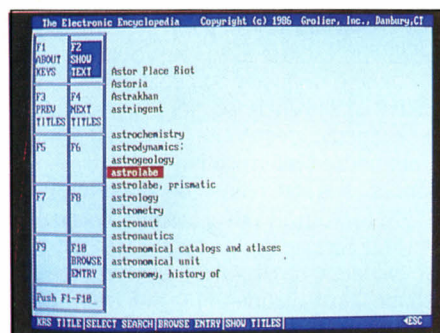 The Electronic Encyclopedia Copyright (c) 1986 Grolier, Inc., Danbury,CT
F1 ABOUT KEYS
F2 SHOW TEXT
F3 PREV TITLES
F4 NEXT TITLES
F5
F6
F7
F8
F9
F10 BROWSE ENTRY
Push F1-F10_
Astor Place Riot
Astoria
Astrakhan
astringent
astrochemistry
astrodynamics:
astrogeology
astrolabe
astrolabe, prismatic
astrology
astrometry
astronaut
astronautics
astronomical catalogs and atlases
astronomical unit
astronomy, history of
KRS TITLE|SELECT SEARCH|BROWSE ENTRY|SHOW TITLES| ◄ESC